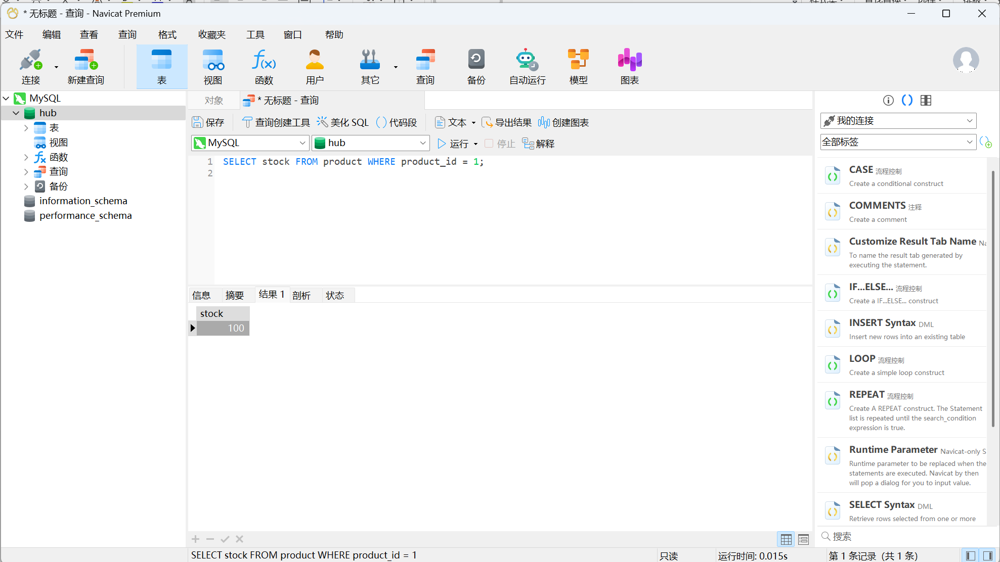 * 无标题 - 查询 - Navicat Premium
文件 编辑 查看 查询 格式 收藏夹 工具 窗口 帮助
连接 新建查询 表 视图 函数 用户 其它 查询 备份 自动运行 模型 图表
MySQL
hub
表
视图
函数
查询
备份
information_schema
performance_schema
对象 * 无标题 - 查询
保存 查询创建工具 美化 SQL () 代码段 文本 导出结果 创建图表
MySQL hub 运行 停止 解释
1 SELECT stock FROM product WHERE product_id = 1;
2
信息 摘要 结果 1 剖析 状态
stock
100
我的连接
全部标签
CASE 流程控制
Create a conditional construct
COMMENTS 注释
Create a comment
Customize Result Tab Name Na
To name the result tab generated by
executing the statement.
IF...ELSE... 流程控制
Create a IF...ELSE... construct
INSERT Syntax DML
Insert new rows into an existing table
LOOP 流程控制
Create a simple loop construct
REPEAT 流程控制
Create A REPEAT construct. The Statement
list is repeated until the search_condition
expression is true.
Runtime Parameter Navicat-only S
Runtime parameter to be replaced when the
statements are executed. Navicat by then
will pop a dialog for you to input value.
SELECT Syntax DML
Retrieve rows selected from one or more
搜索
SELECT stock FROM product WHERE product_id = 1 只读 运行时间: 0.015s 第 1 条记录 (共 1 条)